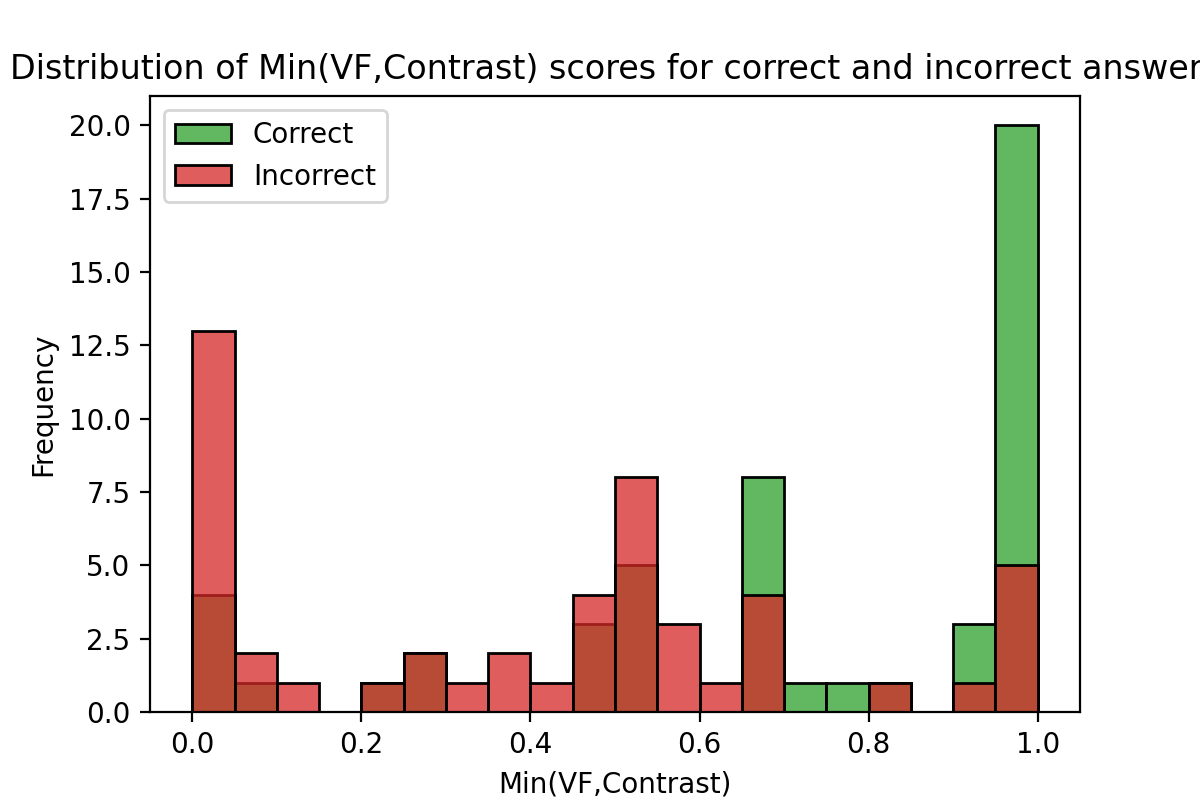 Distribution of Min(VF,Contrast) scores for correct and incorrect answer
Correct
Incorrect
20.0
17.5
15.0
12.5
10.0
7.5
5.0
2.5
0.0
Frequency
0.0 0.2 0.4 0.6 0.8 1.0
Min(VF,Contrast)